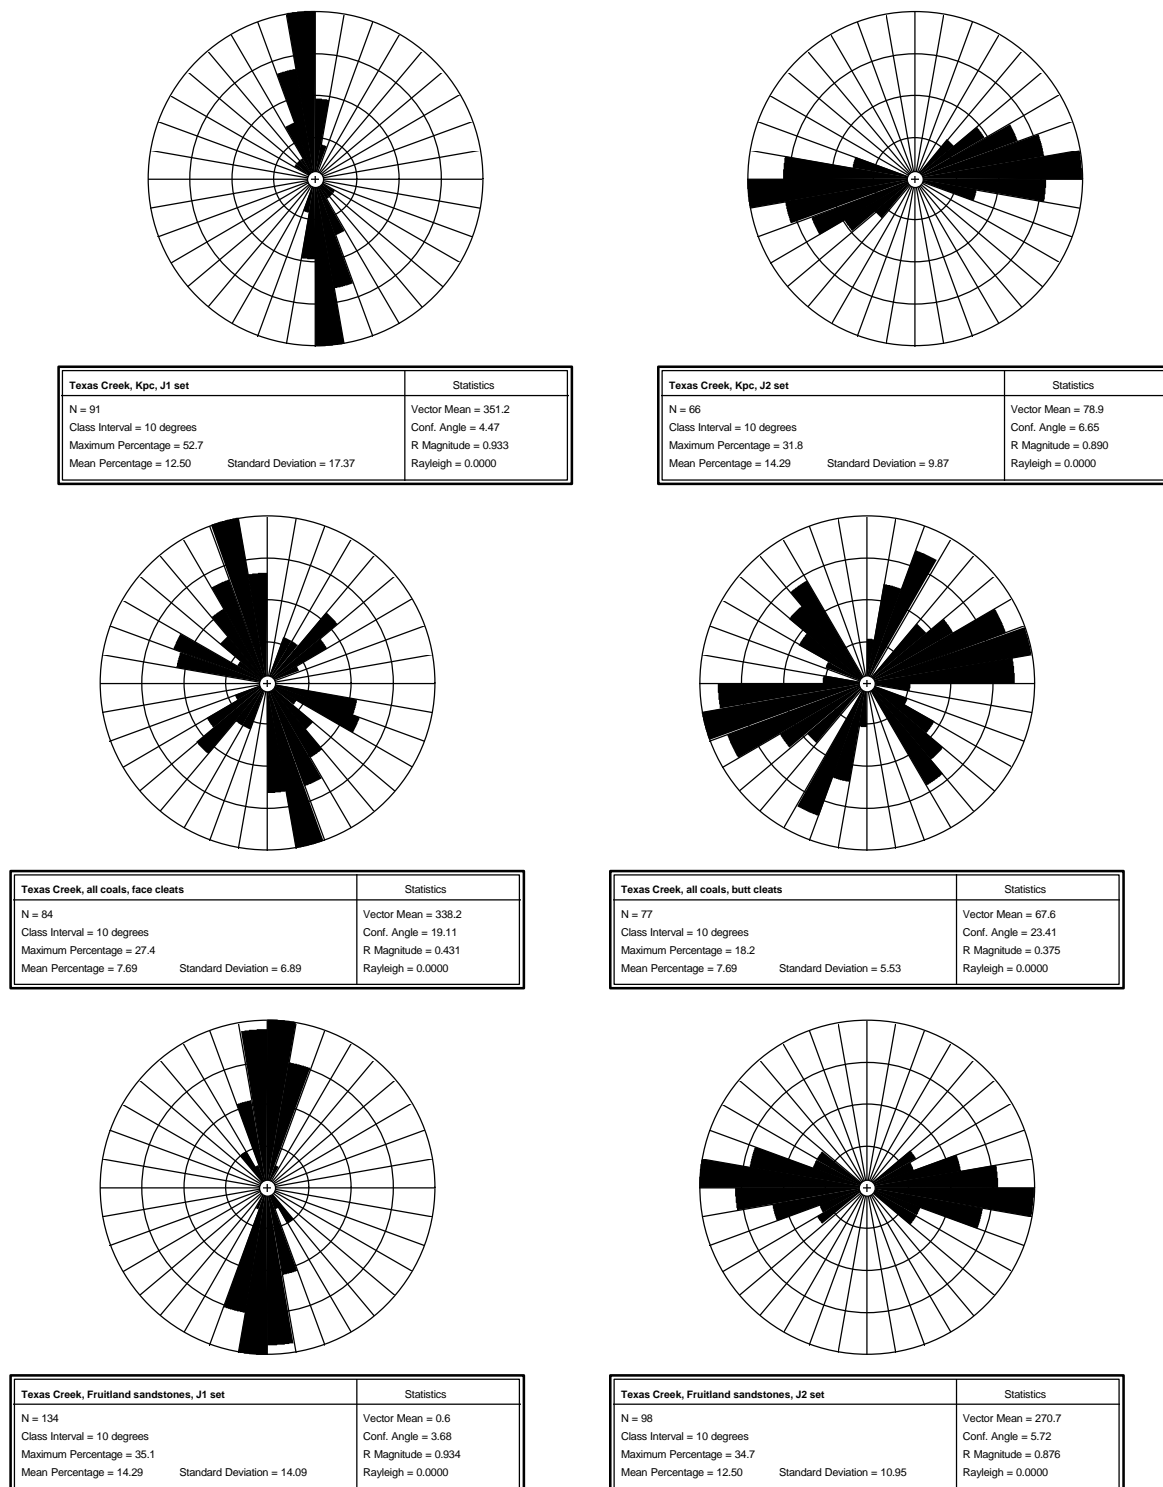 Texas Creek, Kpc, J1 set
Statistics
N = 91
Vector Mean = 351.2
Class Interval = 10 degrees
Conf. Angle = 4.47
Maximum Percentage = 52.7
R Magnitude = 0.933
Mean Percentage = 12.50 Standard Deviation = 17.37
Rayleigh = 0.0000
Texas Creek, Kpc, J2 set
Statistics
N = 66
Vector Mean = 78.9
Class Interval = 10 degrees
Conf. Angle = 6.65
Maximum Percentage = 31.8
R Magnitude = 0.890
Mean Percentage = 14.29 Standard Deviation = 9.87
Rayleigh = 0.0000
Texas Creek, all coals, face cleats
Statistics
N = 84
Vector Mean = 338.2
Class Interval = 10 degrees
Conf. Angle = 19.11
Maximum Percentage = 27.4
R Magnitude = 0.431
Mean Percentage = 7.69 Standard Deviation = 6.89
Rayleigh = 0.0000
Texas Creek, all coals, butt cleats
Statistics
N = 77
Vector Mean = 67.6
Class Interval = 10 degrees
Conf. Angle = 23.41
Maximum Percentage = 18.2
R Magnitude = 0.375
Mean Percentage = 7.69 Standard Deviation = 5.53
Rayleigh = 0.0000
Texas Creek, Fruitland sandstones, J1 set
Statistics
N = 134
Vector Mean = 0.6
Class Interval = 10 degrees
Conf. Angle = 3.68
Maximum Percentage = 35.1
R Magnitude = 0.934
Mean Percentage = 14.29 Standard Deviation = 14.09
Rayleigh = 0.0000
Texas Creek, Fruitland sandstones, J2 set
Statistics
N = 98
Vector Mean = 270.7
Class Interval = 10 degrees
Conf. Angle = 5.72
Maximum Percentage = 34.7
R Magnitude = 0.876
Mean Percentage = 12.50 Standard Deviation = 10.95
Rayleigh = 0.0000